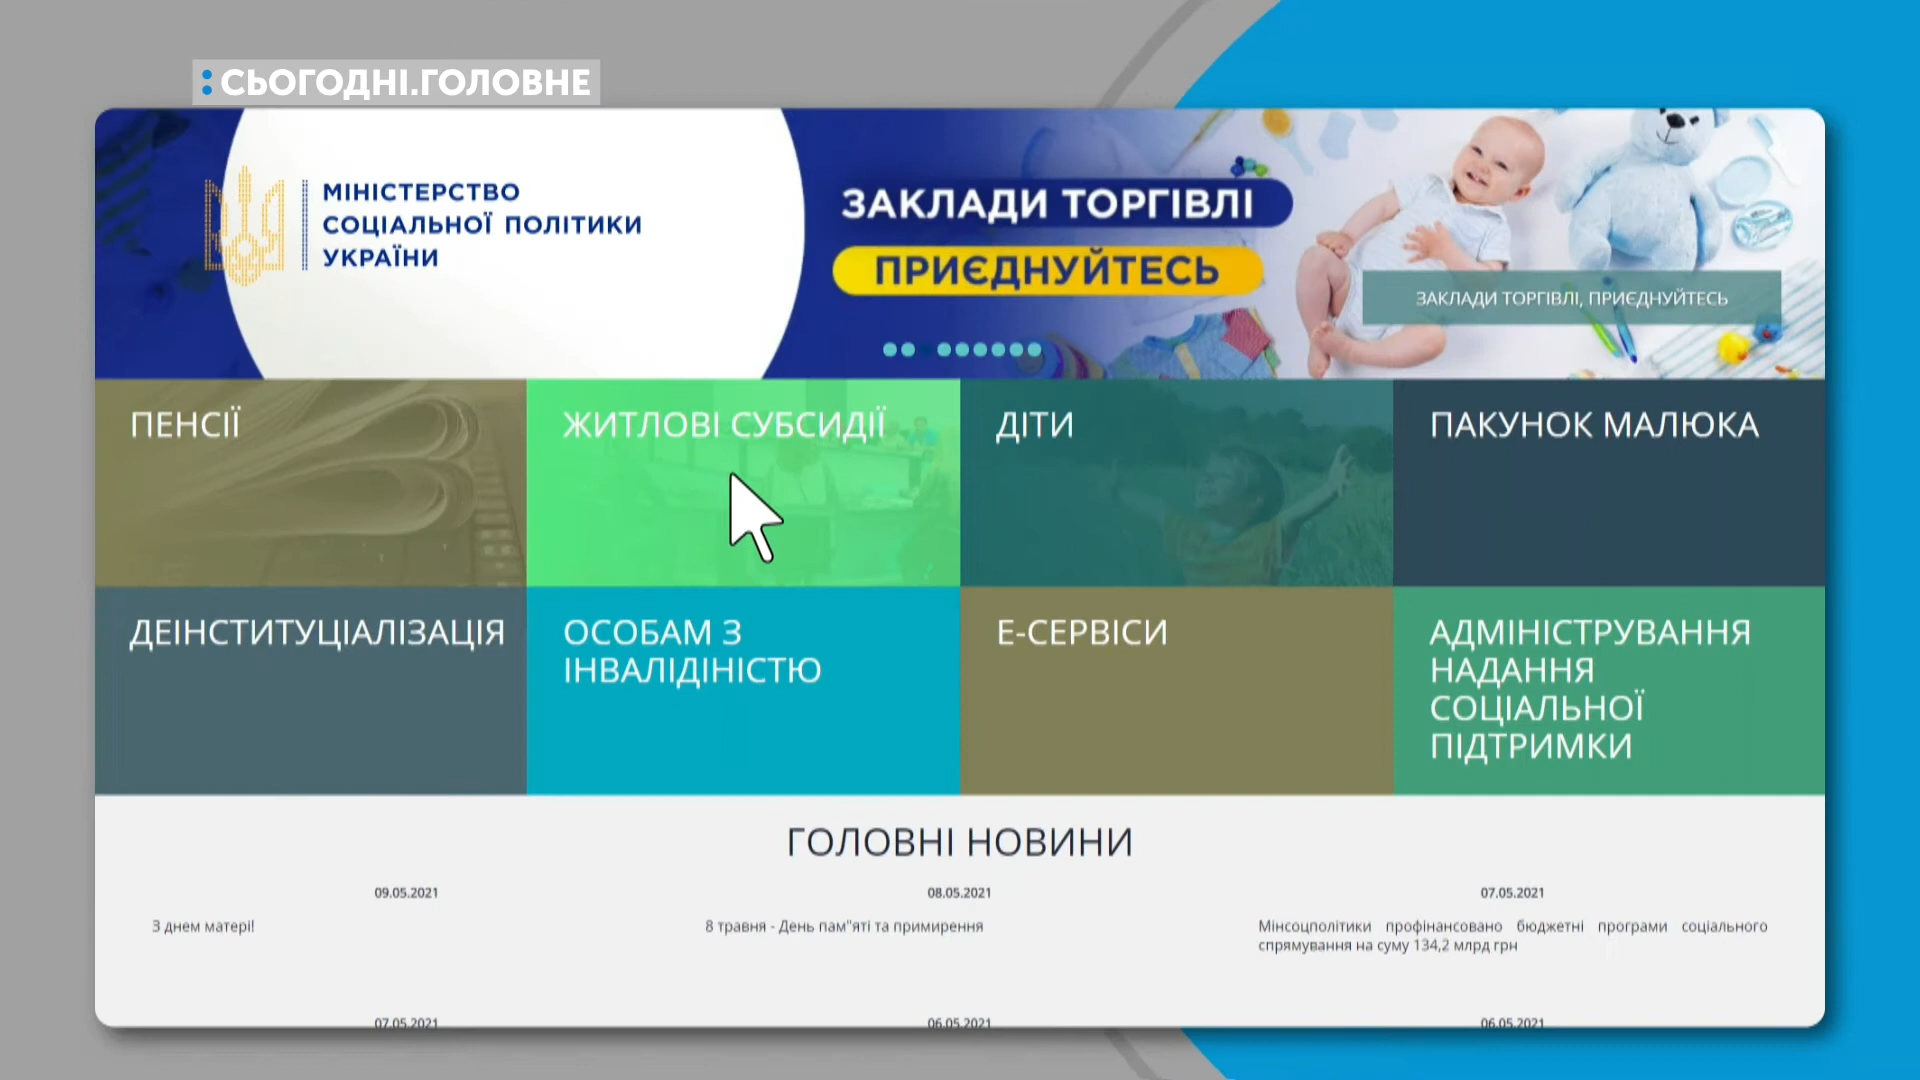 : СЬОГОДНІ.ГОЛОВНЕ
МІНІСТЕРСТВО
СОЦІАЛЬНОЇ ПОЛІТИКИ
УКРАЇНИ
ЗАКЛАДИ ТОРГІВЛІ
ПРИЄДНУЙТЕСЬ
ЗАКЛАДИ ТОРГІВЛІ, ПРИЄДНУЙТЕСЬ
ПЕНСІЇ
ЖИТЛОВІ СУБСИДІЇ
ДІТИ
ПАКУНОК МАЛЮКА
ДЕІНСТИТУЦІАЛІЗАЦІЯ
ОСОБАМ З
ІНВАЛІДІНІСТЮ
Е-СЕРВІСИ
АДМІНІСТРУВАННЯ
НАДАННЯ
СОЦІАЛЬНОЇ
ПІДТРИМКИ
ГОЛОВНІ НОВИНИ
09.05.2021
З днем матері!
08.05.2021
8 травня - День пам"яті та примирення
07.05.2021
Мінсоцполітики профінансовано бюджетні програми соціального
спрямування на суму 134,2 млрд грн
07.05.2021
06.05.2021
06.05.2021